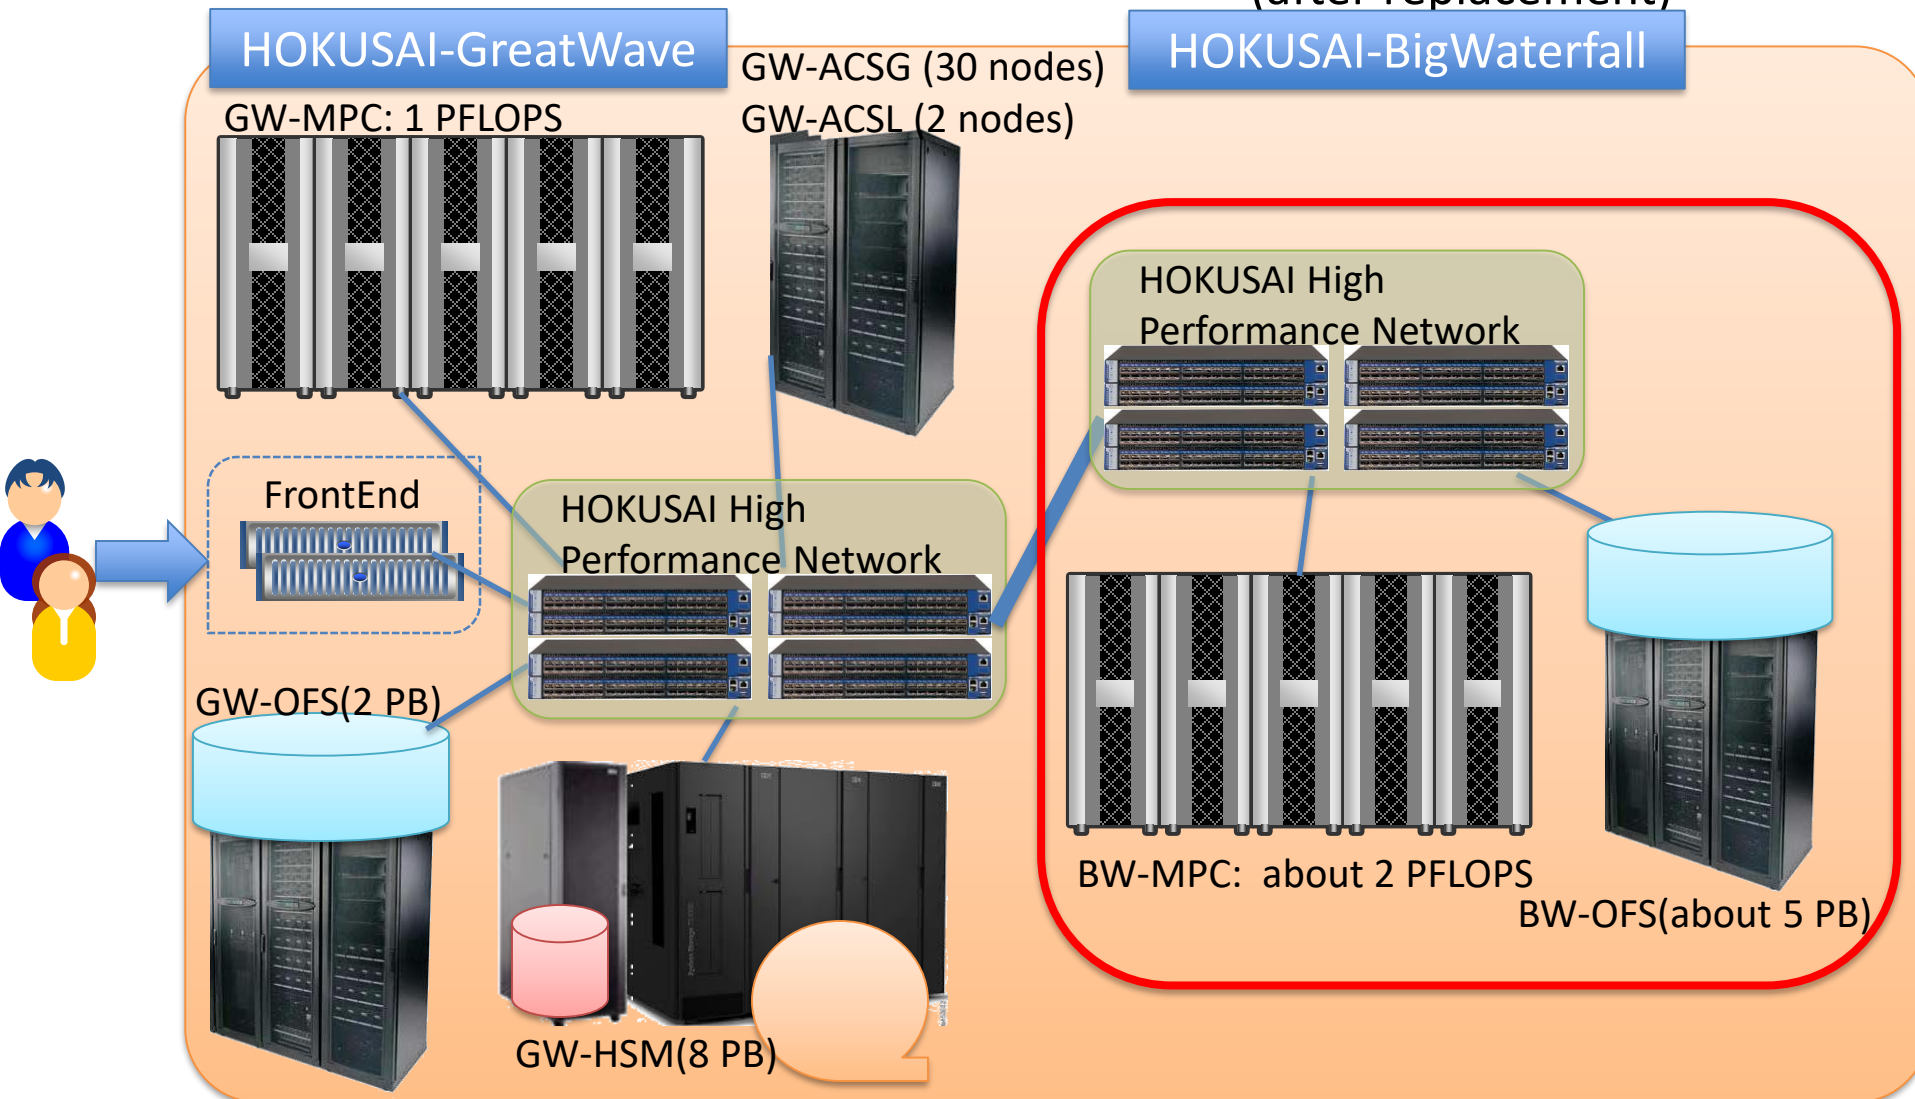 (after replacement)
HOKUSAI-GreatWave
HOKUSAI-BigWaterfall
GW-ACSG (30 nodes)
GW-ACSL (2 nodes)
GW-MPC: 1 PFLOPS
HOKUSAI High
Performance Network
FrontEnd
HOKUSAI High
Performance Network
GW-OFS(2 PB)
BW-MPC:  about 2 PFLOPS
BW-OFS(about 5 PB)
GW-HSM(8 PB)